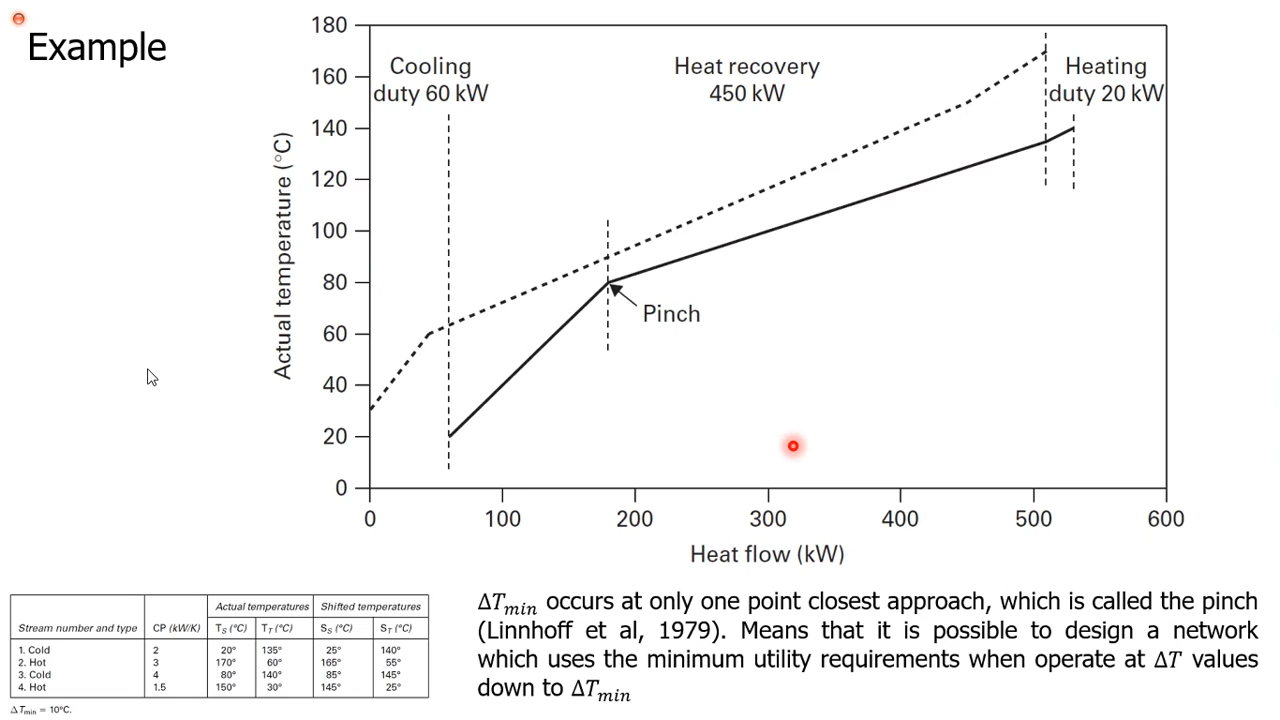 Example
180
160
140
120
100
80
60
40
20
0
Actual temperature (°C)
Cooling
duty 60 kW
Heat recovery
450 kW
Heating
duty 20 kW
Pinch
0 100 200 300 400 500 600
Heat flow (kW)
Actual temperatures Shifted temperatures
Stream number and type CP (kW/K) T_S (°C) T_T (°C) S_S (°C) S_T (°C)
1. Cold 2 20° 135° 25° 140°
2. Hot 3 170° 60° 165° 55°
3. Cold 4 80° 140° 85° 145°
4. Hot 1.5 150° 30° 145° 25°
ΔT_min = 10°C.
ΔT_min occurs at only one point closest approach, which is called the pinch
(Linnhoff et al, 1979). Means that it is possible to design a network
which uses the minimum utility requirements when operate at ΔT values
down to ΔT_min